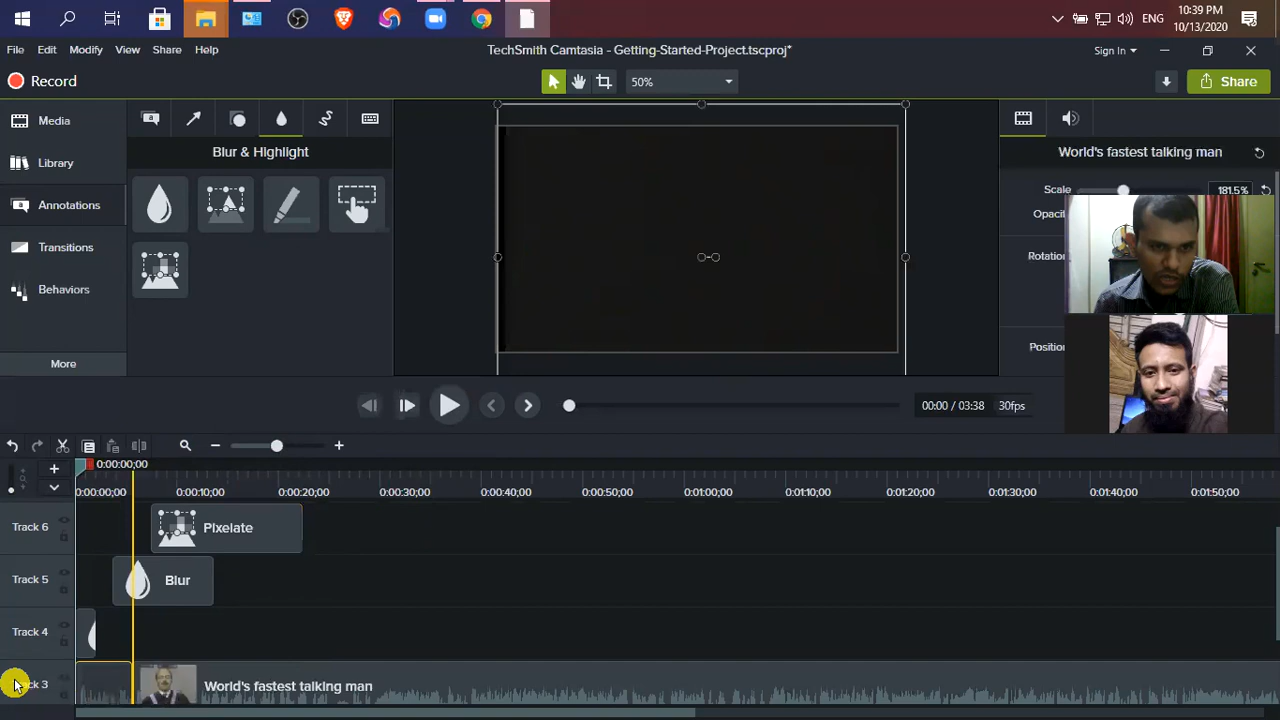 10:39 PM
ENG
10/13/2020
File Edit Modify View Share Help
TechSmith Camtasia - Getting-Started-Project.tscproj*
Sign In
Record
50%
Share
Media
Library
Annotations
Transitions
Behaviors
More
Blur & Highlight
World's fastest talking man
Scale
181.5%
Opaci
Rotation
Position
00:00 / 03:38 30fps
0:00:00;00
0:00:00;00 0:00:10;00 0:00:20;00 0:00:30;00 0:00:40;00 0:00:50;00 0:01:00;00 0:01:10;00 0:01:20;00 0:01:30;00 0:01:40;00 0:01:50;00
Track 6
Pixelate
Track 5
Blur
Track 4
ck 3
World's fastest talking man